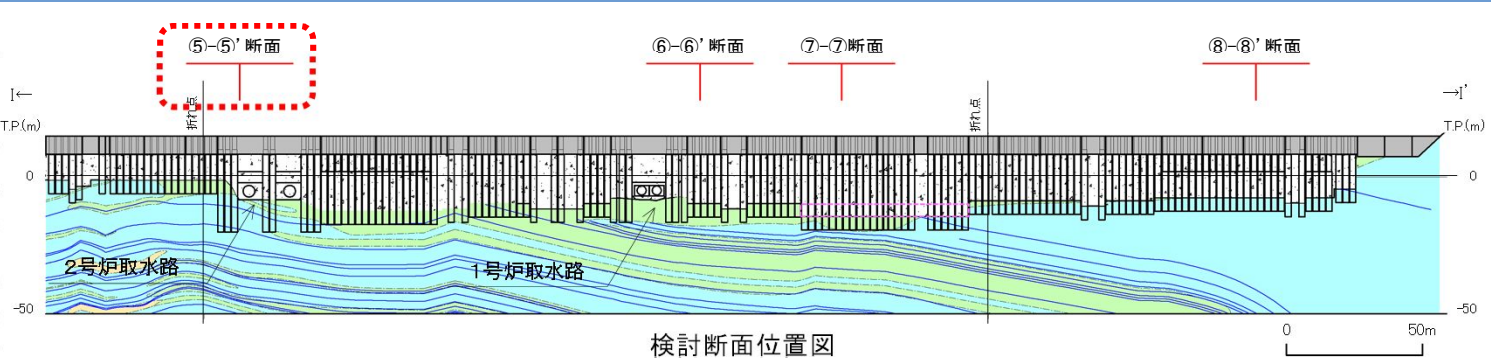 ⑤-⑤' 断面
⑥-⑥' 断面
⑦-⑦断面
⑧-⑧' 断面
I←
→I'
折れ点
折れ点
T.P.(m)
T.P.(m)
0
0
2号炉取水路
1号炉取水路
-50
-50
検討断面位置図
0
50m